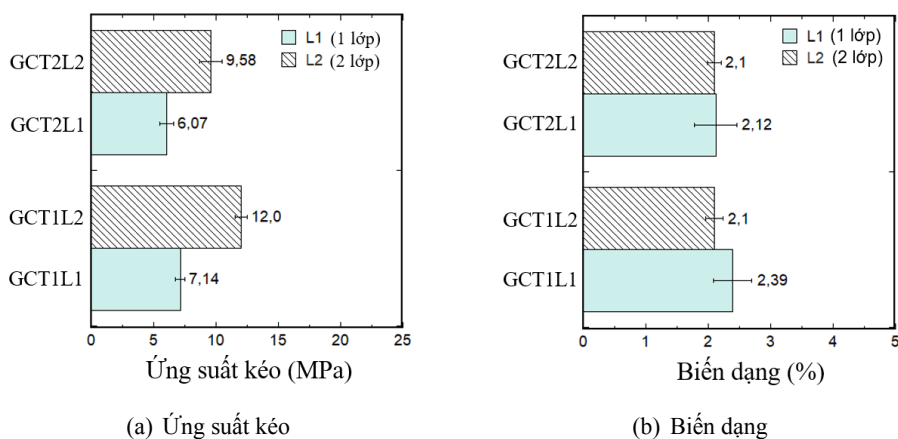 L1 (1 lớp)
L2 (2 lớp)
GCT2L2
9,58
GCT2L1
6,07
GCT1L2
12,0
GCT1L1
7,14
0 5 10 15 20 25
Ứng suất kéo (MPa)
(a) Ứng suất kéo
L1 (1 lớp)
L2 (2 lớp)
GCT2L2
2,1
GCT2L1
2,12
GCT1L2
2,1
GCT1L1
2,39
0 1 2 3 4 5
Biến dạng (%)
(b) Biến dạng